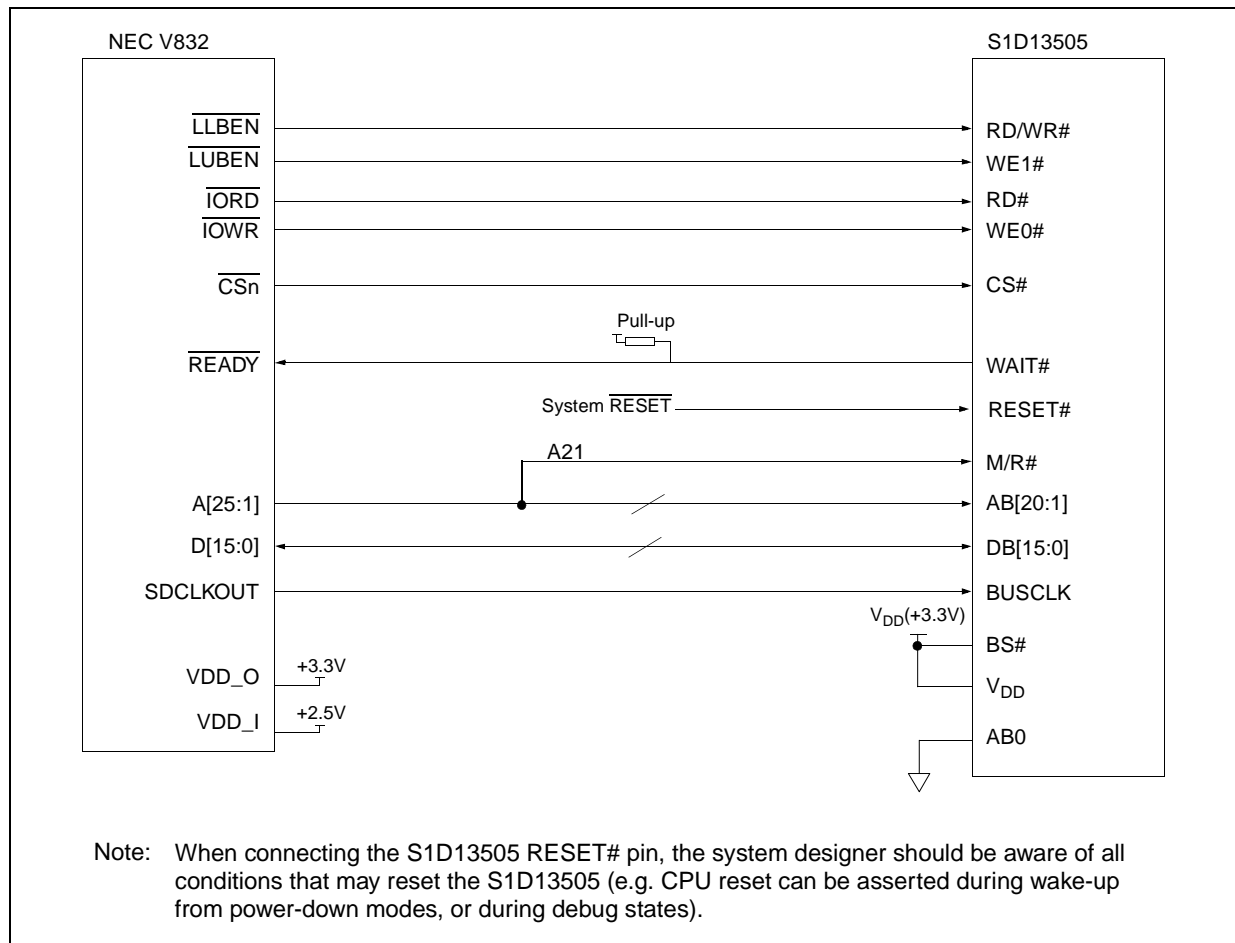 NEC V832 S1D13505
LLBEN RD/WR#
LUBEN WE1#
IORD RD#
IOWR WE0#
CSn CS#
Pull-up
READY WAIT#
System RESET RESET#
A21 M/R#
A[25:1] AB[20:1]
D[15:0] DB[15:0]
SDCLKOUT BUSCLK
VDD(+3.3V)
BS#
VDD_O +3.3V VDD
VDD_I +2.5V
AB0
Note: When connecting the S1D13505 RESET# pin, the system designer should be aware of all
conditions that may reset the S1D13505 (e.g. CPU reset can be asserted during wake-up
from power-down modes, or during debug states).